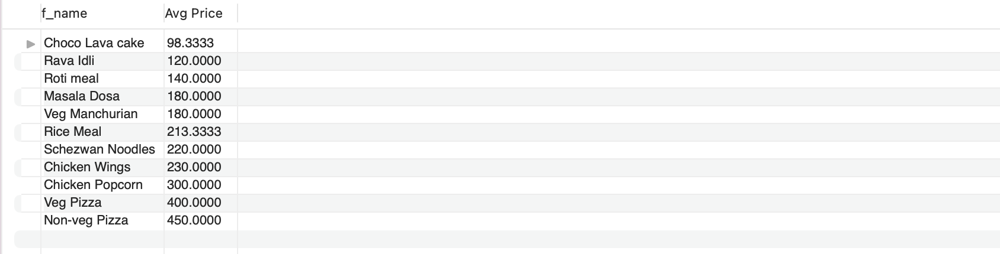 f_name Avg Price
Choco Lava cake 98.3333
Rava Idli 120.0000
Roti meal 140.0000
Masala Dosa 180.0000
Veg Manchurian 180.0000
Rice Meal 213.3333
Schezwan Noodles 220.0000
Chicken Wings 230.0000
Chicken Popcorn 300.0000
Veg Pizza 400.0000
Non-veg Pizza 450.0000